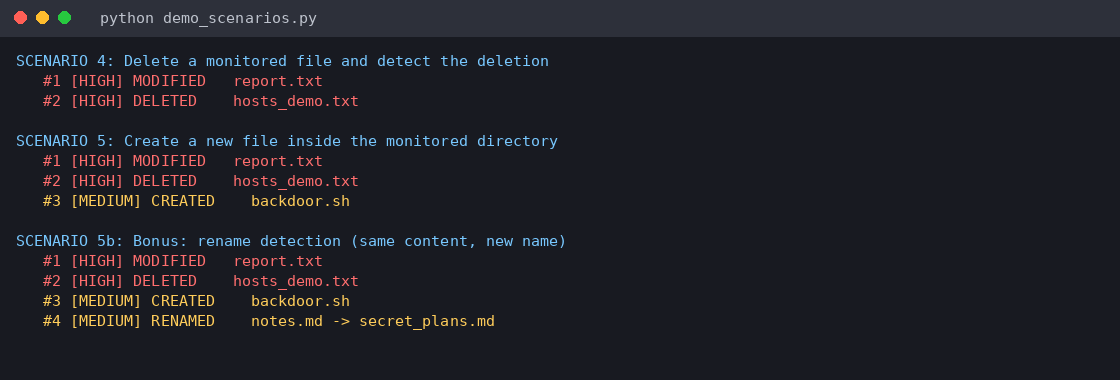 python demo_scenarios.py
SCENARIO 4: Delete a monitored file and detect the deletion
#1 [HIGH] MODIFIED report.txt
#2 [HIGH] DELETED hosts_demo.txt
SCENARIO 5: Create a new file inside the monitored directory
#1 [HIGH] MODIFIED report.txt
#2 [HIGH] DELETED hosts_demo.txt
#3 [MEDIUM] CREATED backdoor.sh
SCENARIO 5b: Bonus: rename detection (same content, new name)
#1 [HIGH] MODIFIED report.txt
#2 [HIGH] DELETED hosts_demo.txt
#3 [MEDIUM] CREATED backdoor.sh
#4 [MEDIUM] RENAMED notes.md -> secret_plans.md